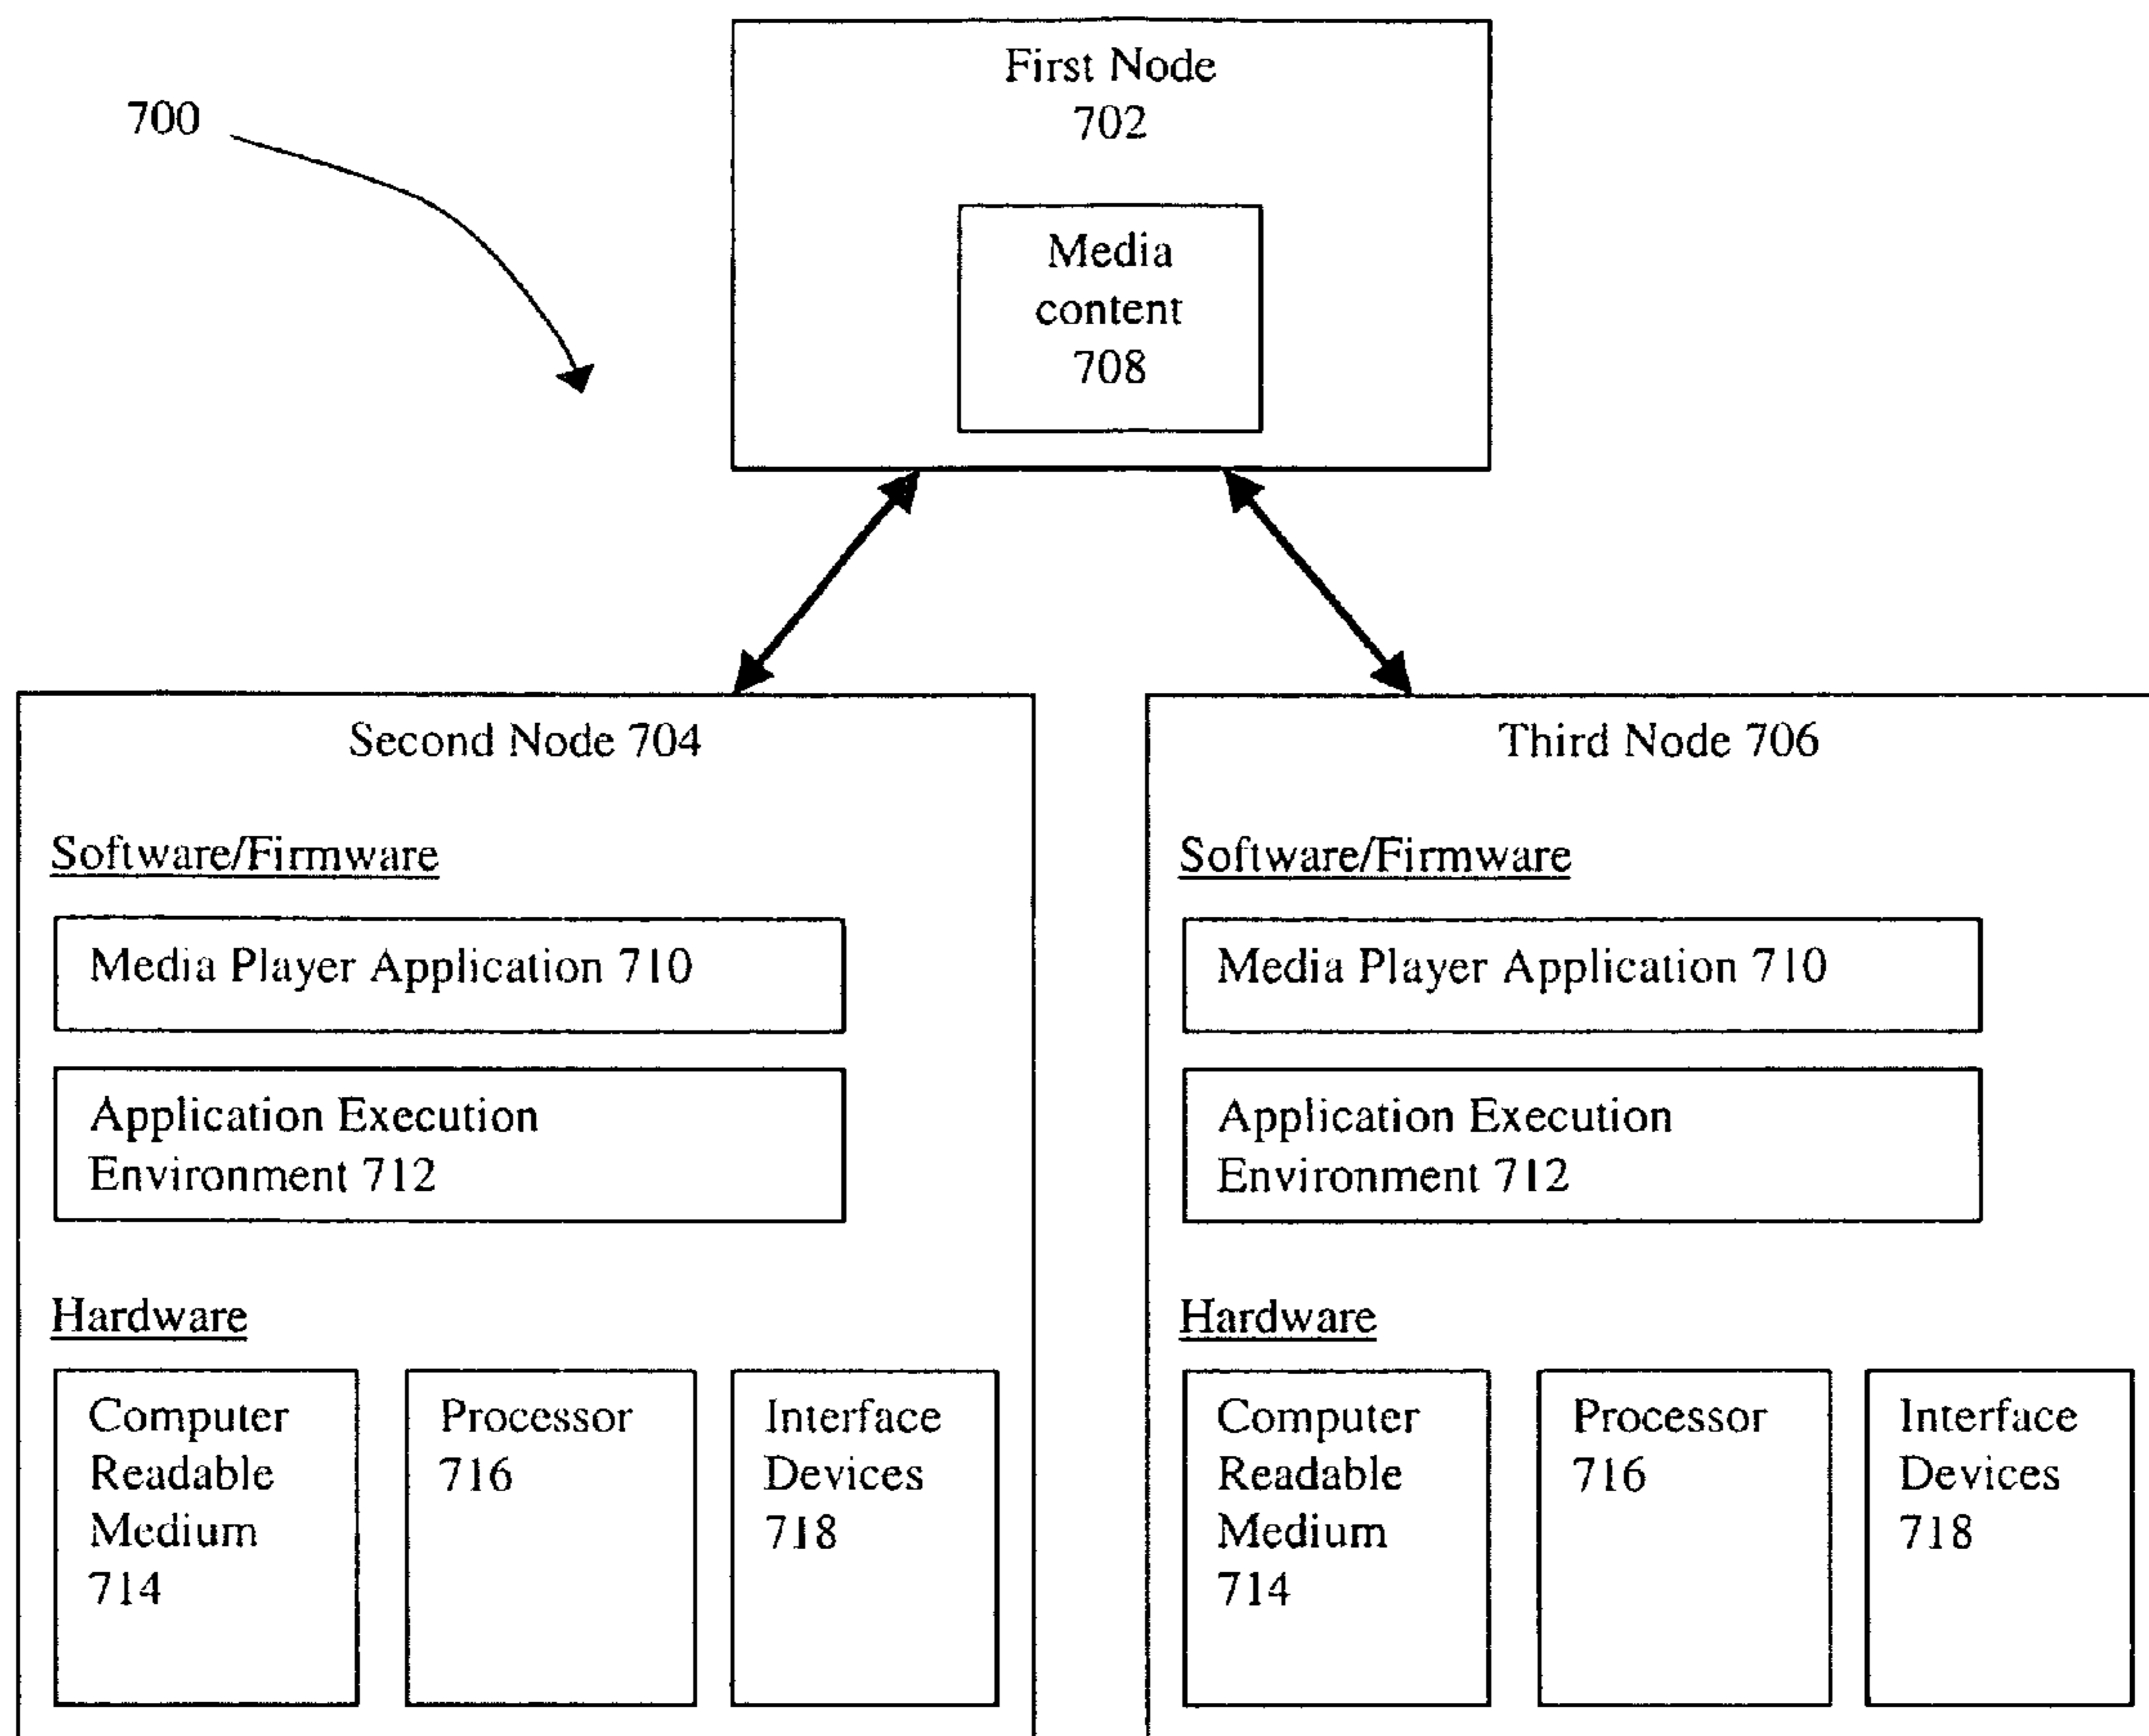 First Node
702
700
Media
content
708
Second Node 704
Software/Firmware
Media Player Application 710
Application Execution
Environment 712
Hardware
Computer
Readable
Medium
714
Processor
716
Interface
Devices
718
Third Node 706
Software/Firmware
Media Player Application 710
Application Execution
Environment 712
Hardware
Computer
Readable
Medium
714
Processor
716
Interface
Devices
718